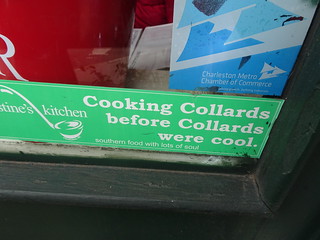 R
Charleston Metro
Chamber of Commerce
stine's kitchen
Cooking Collards
before Collards
were cool.
southern food with lots of soul